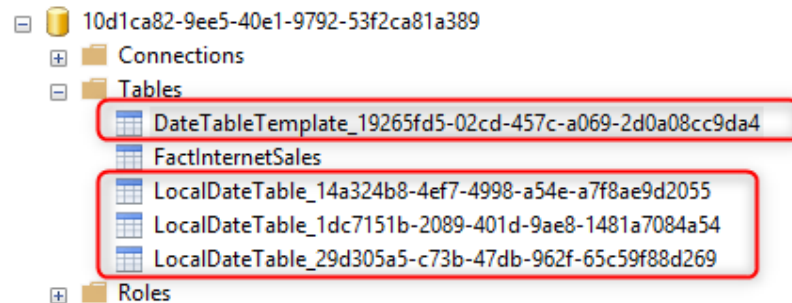 10d1ca82-9ee5-40e1-9792-53f2ca81a389
Connections
Tables
DateTableTemplate_19265fd5-02cd-457c-a069-2d0a08cc9da4
FactInternetSales
LocalDateTable_14a324b8-4ef7-4998-a54e-a7f8ae9d2055
LocalDateTable_1dc7151b-2089-401d-9ae8-1481a7084a54
LocalDateTable_29d305a5-c73b-47db-962f-65c59f88d269
Roles